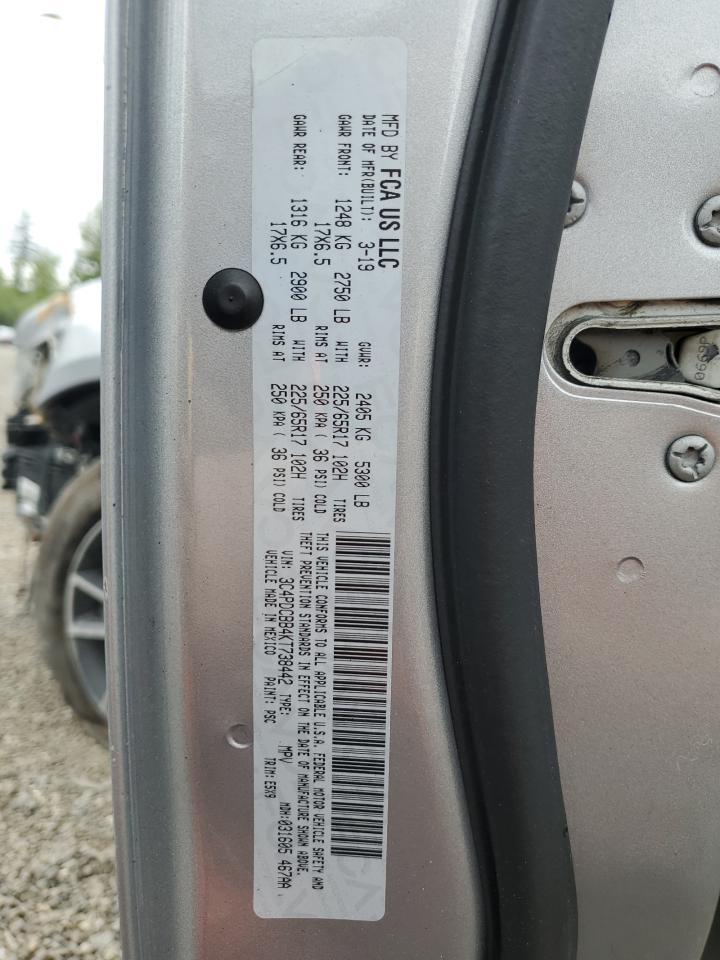 MFD BY FCA US LLC
DATE OF MFR(BUILT): 3-19 GVWR: 2405 KG 5300 LB
GAWR FRONT: 1248 KG 2750 LB WITH 225/65R17 102H TIRES
17X6.5 RIMS AT 250 KPA ( 36 PSI) COLD
GAWR REAR: 1316 KG 2900 LB WITH 225/65R17 102H TIRES
17X6.5 RIMS AT 250 KPA ( 36 PSI) COLD
THIS VEHICLE CONFORMS TO ALL APPLICABLE U.S.A. FEDERAL MOTOR VEHICLE SAFETY AND
THEFT PREVENTION STANDARDS IN EFFECT ON THE DATE OF MANUFACTURE SHOWN ABOVE.
VIN: 3C4PDCBB4KT738442 TYPE: MPV MDH:031605 467AA
VEHICLE MADE IN MEXICO PAINT: PSC TRIM: E5X9